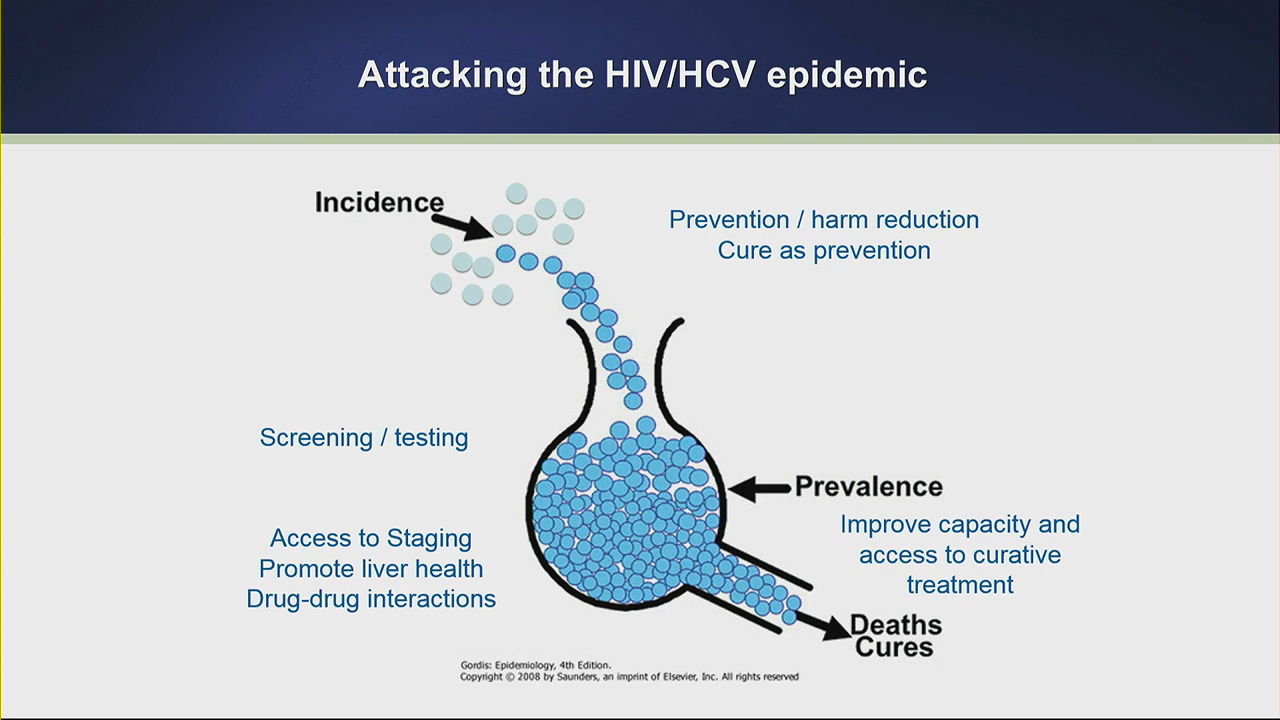 Attacking the HIV/HCV epidemic
Incidence
Prevention / harm reduction
Cure as prevention
Screening / testing
Prevalence
Improve capacity and
access to curative
treatment
Access to Staging
Promote liver health
Drug-drug interactions
Deaths
Cures
Gordis: Epidemiology, 4th Edition.
Copyright © 2008 by Saunders, an imprint of Elsevier, Inc. All rights reserved